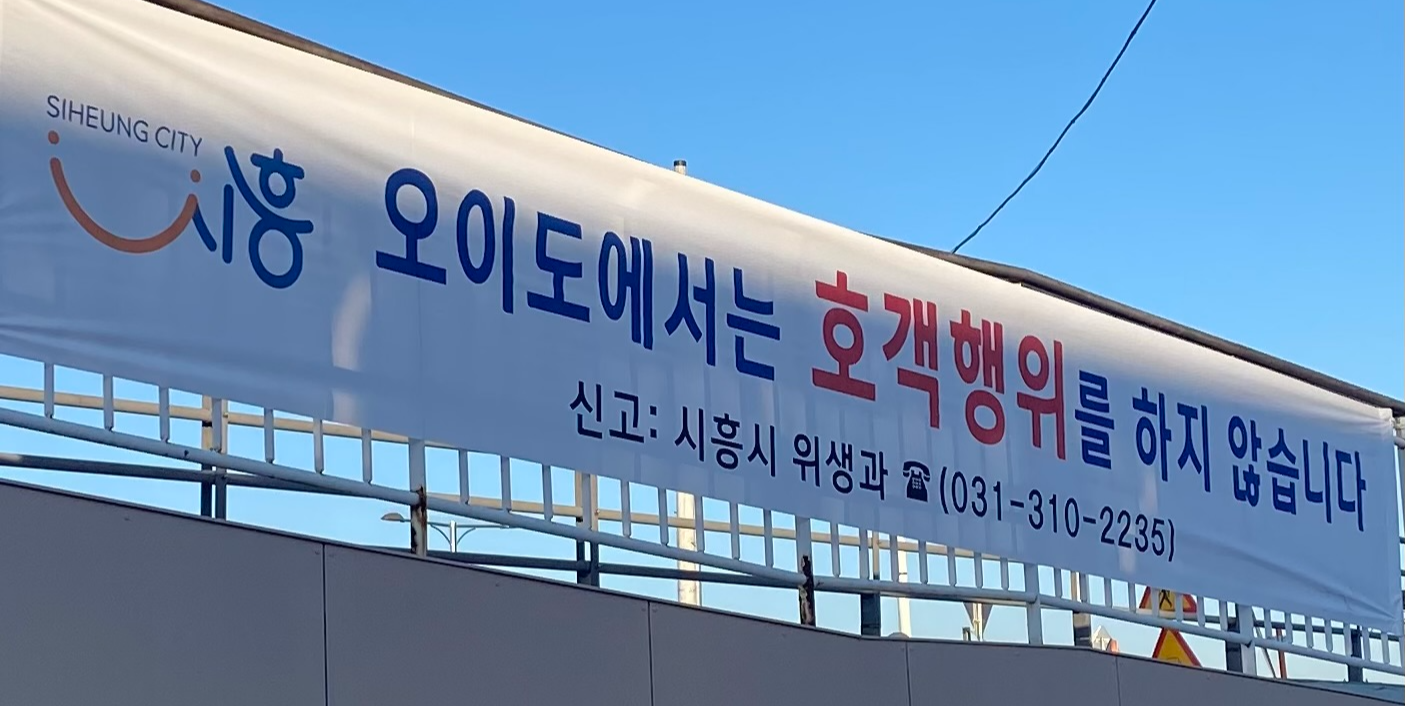 SIHEUNG CITY
시흥
오이도에서는 호객행위를 하지 않습니다
신고: 시흥시 위생과 ☎(031-310-2235)